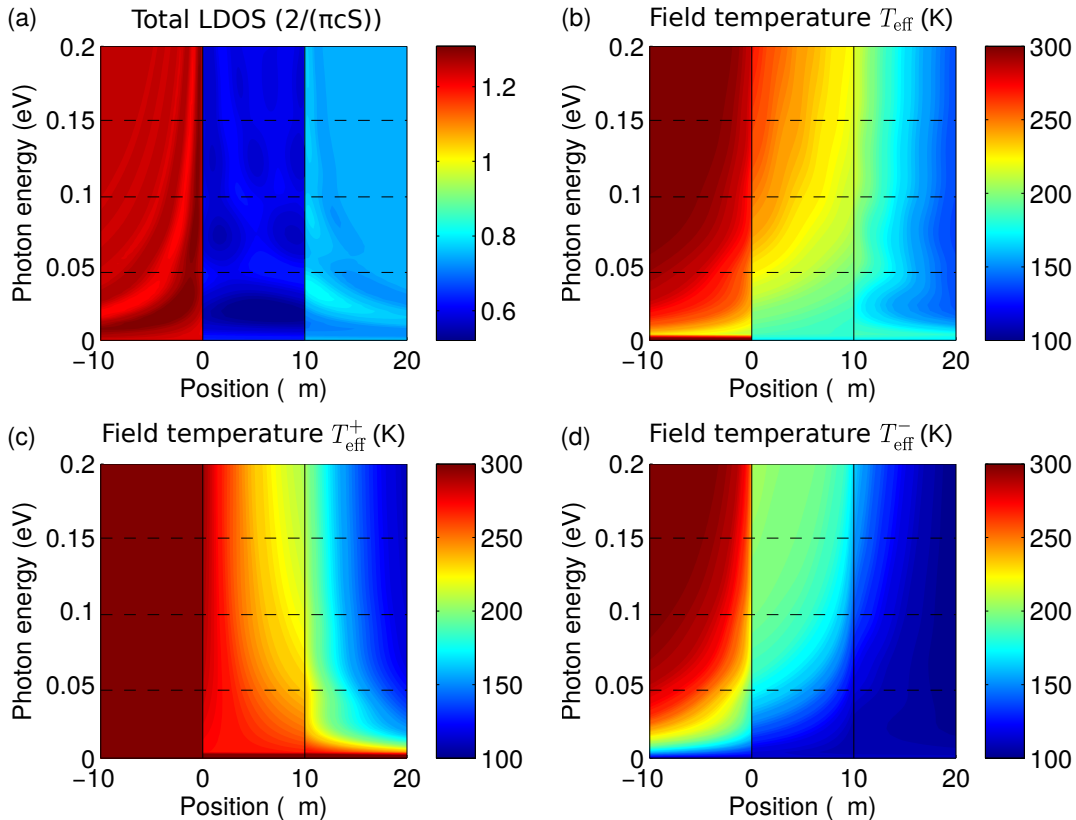 (a) Total LDOS (2/(πcS))
0.2
0.15
0.1
0.05
0
Photon energy (eV)
−10 0 10 20
Position ( m)
1.2
1
0.8
0.6
(b) Field temperature T_eff (K)
0.2
0.15
0.1
0.05
0
Photon energy (eV)
−10 0 10 20
Position ( m)
300
250
200
150
100
(c) Field temperature T_eff^+ (K)
0.2
0.15
0.1
0.05
0
Photon energy (eV)
−10 0 10 20
Position ( m)
300
250
200
150
100
(d) Field temperature T_eff^− (K)
0.2
0.15
0.1
0.05
0
Photon energy (eV)
−10 0 10 20
Position ( m)
300
250
200
150
100